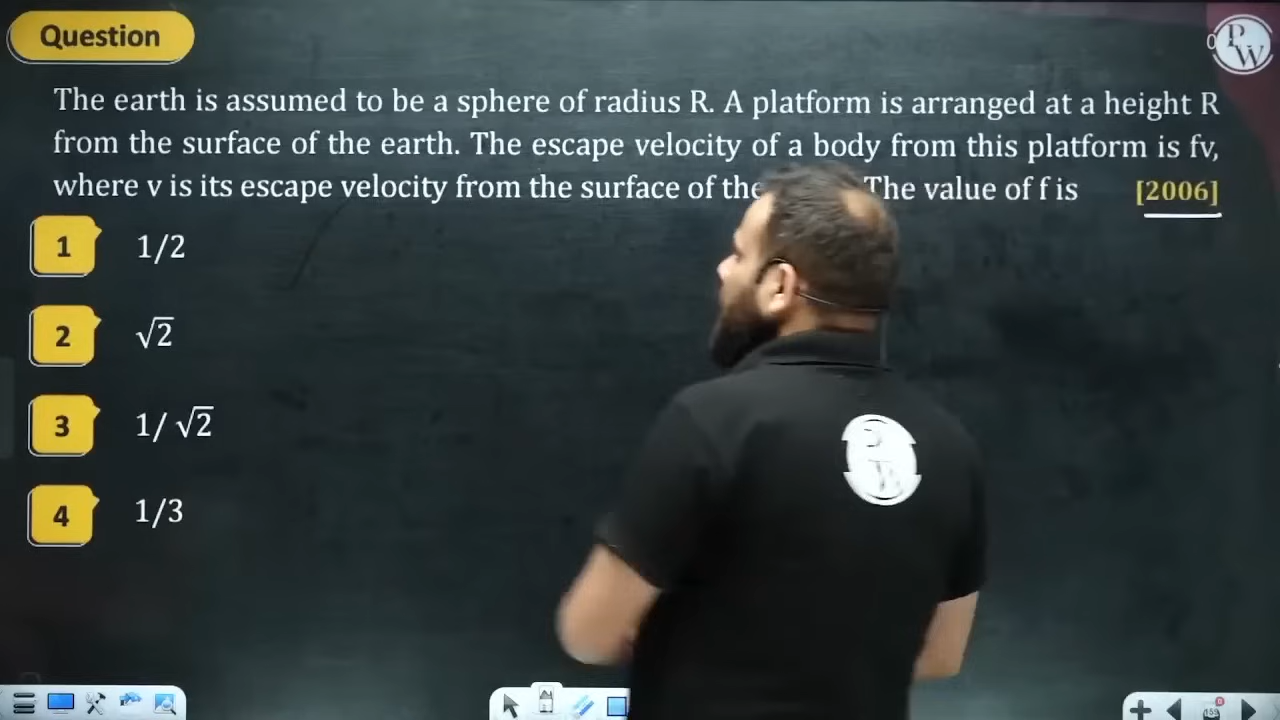 Question
P
W
The earth is assumed to be a sphere of radius R. A platform is arranged at a height R
from the surface of the earth. The escape velocity of a body from this platform is fv,
where v is its escape velocity from the surface of the The value of f is [2006]
1 1/2
2 √2
3 1/√2
4 1/3